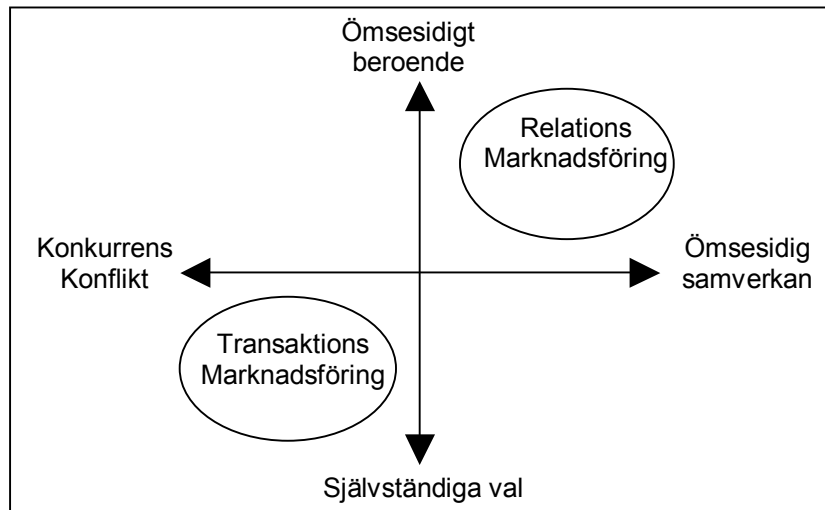 Ömsesidigt
beroende
Relations
Marknadsföring
Konkurrens
Konflikt
Ömsesidig
samverkan
Transaktions
Marknadsföring
Självständiga val